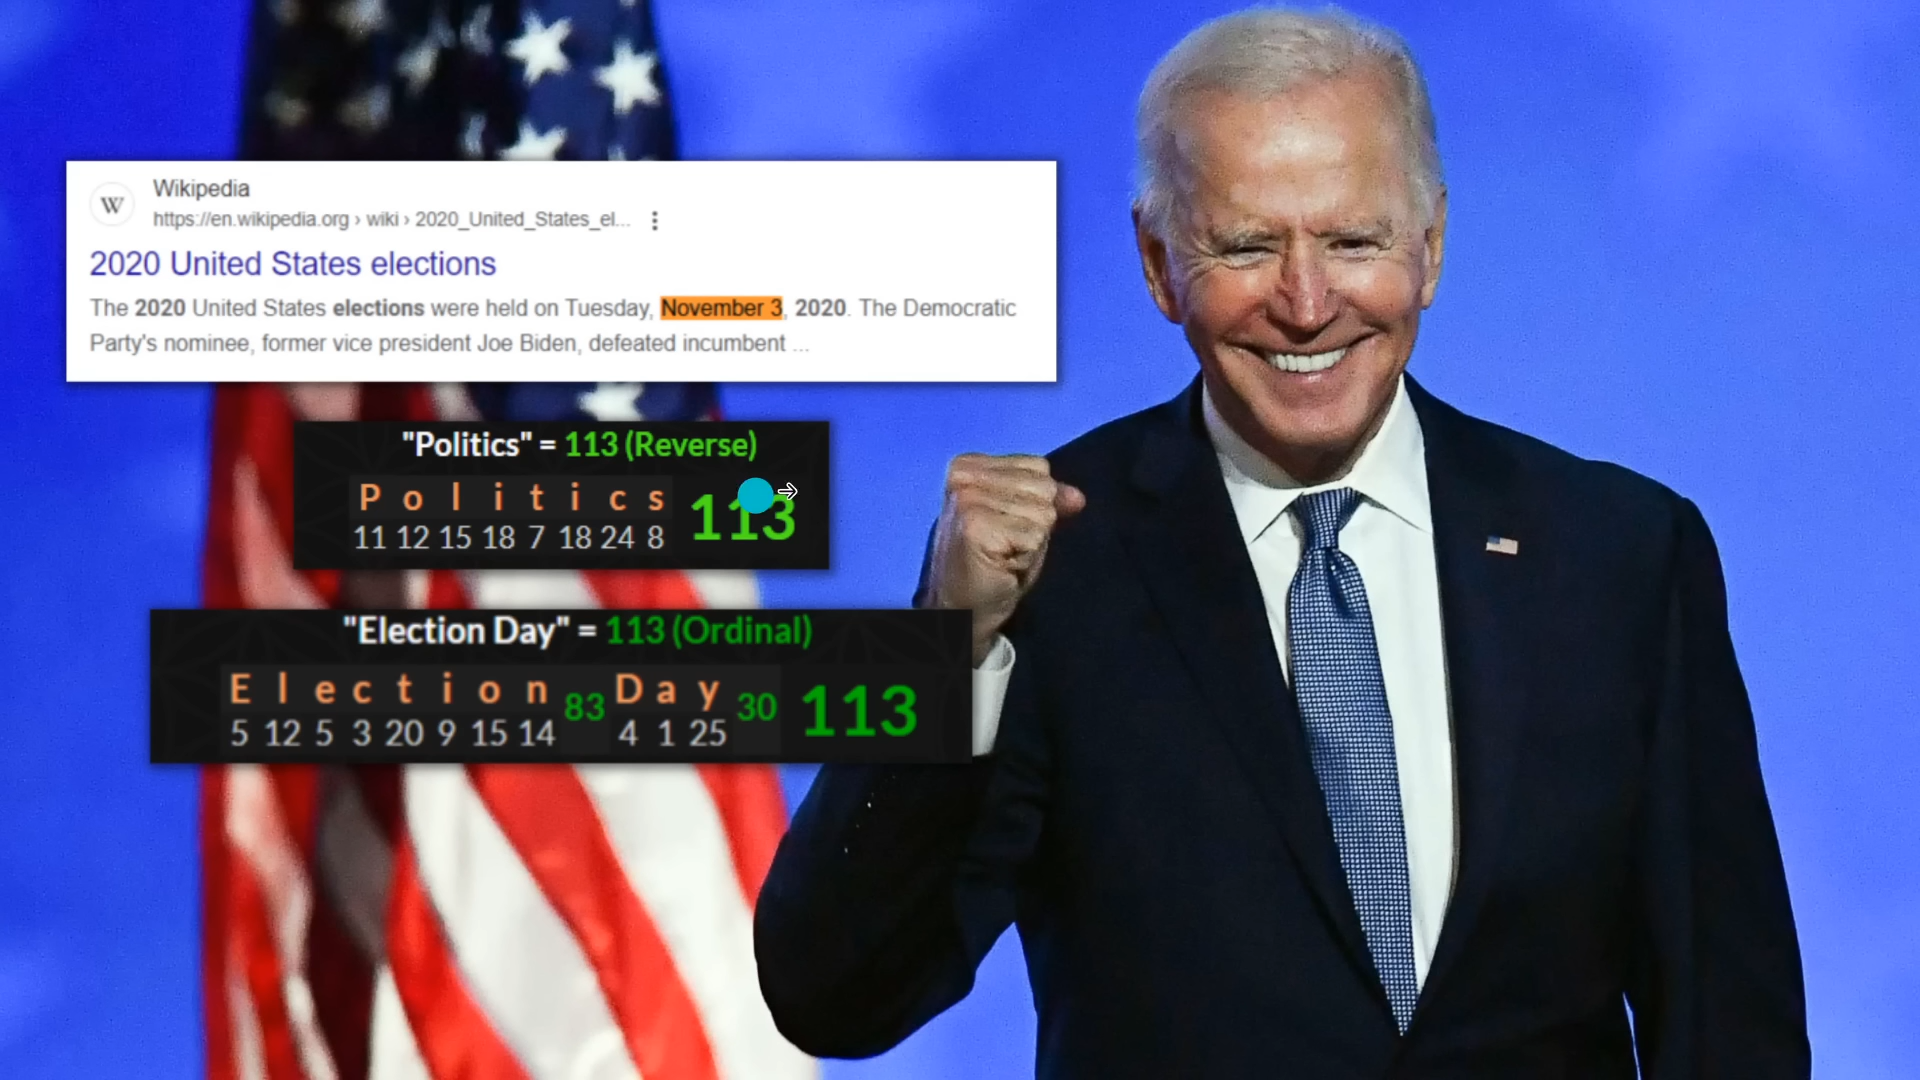 Wikipedia
W
https://en.wikipedia.org › wiki › 2020_United_States_el...
2020 United States elections
The 2020 United States elections were held on Tuesday, November 3, 2020. The Democratic
Party's nominee, former vice president Joe Biden, defeated incumbent ...
"Politics" = 113 (Reverse)
P o l i t i c s
11 12 15 18 7 18 24 8
113
"Election Day" = 113 (Ordinal)
E l e c t i o n 83 D a y 30 113
5 12 5 3 20 9 15 14 4 1 25